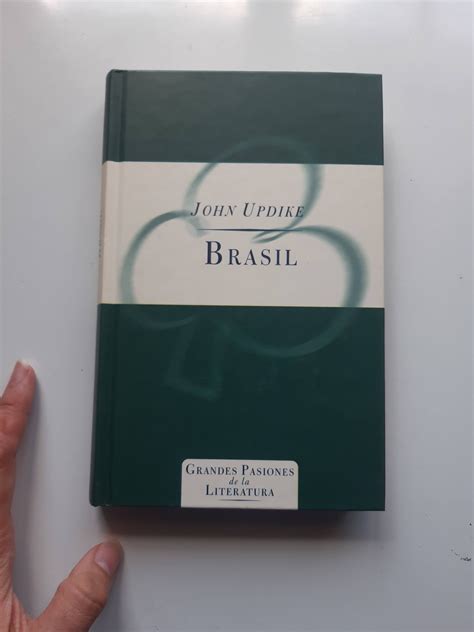 JOHN UPDIKE
BRASIL
GRANDES PASIONES
de la
LITERATURA